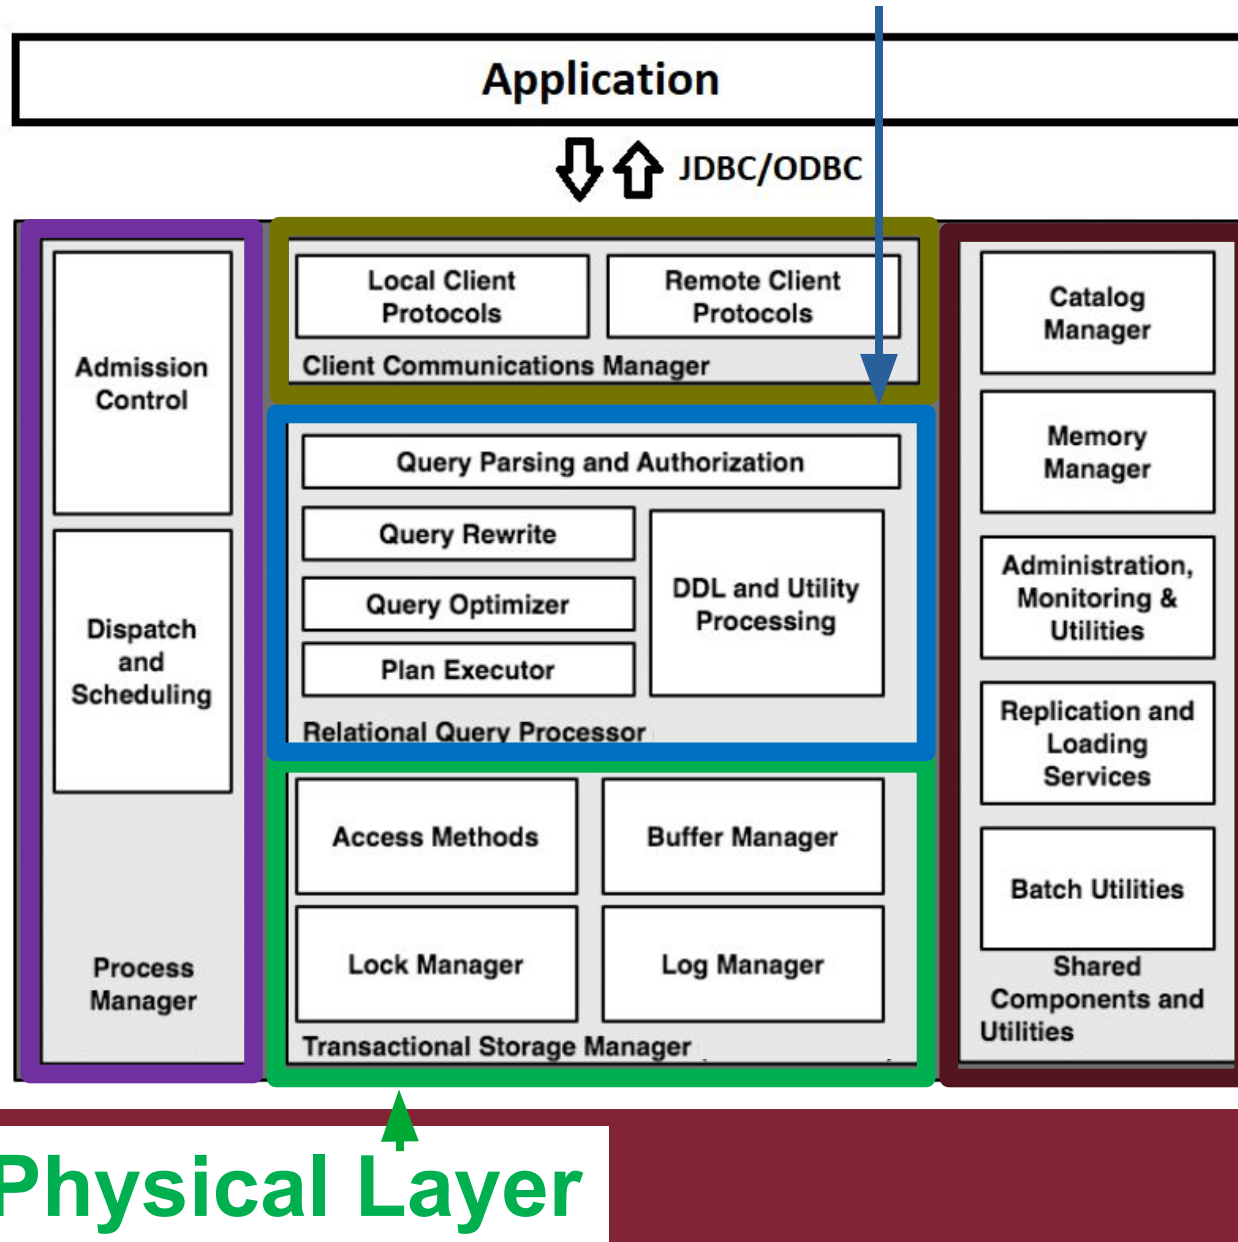 Application
JDBC/ODBC
Admission
Control
Dispatch
and
Scheduling
Process
Manager
Local Client
Protocols
Remote Client
Protocols
Client Communications Manager
Query Parsing and Authorization
Query Rewrite
Query Optimizer
Plan Executor
DDL and Utility
Processing
Relational Query Processor
Access Methods
Buffer Manager
Lock Manager
Log Manager
Transactional Storage Manager
Catalog
Manager
Memory
Manager
Administration,
Monitoring &
Utilities
Replication and
Loading
Services
Batch Utilities
Shared
Components and
Utilities
Physical Layer